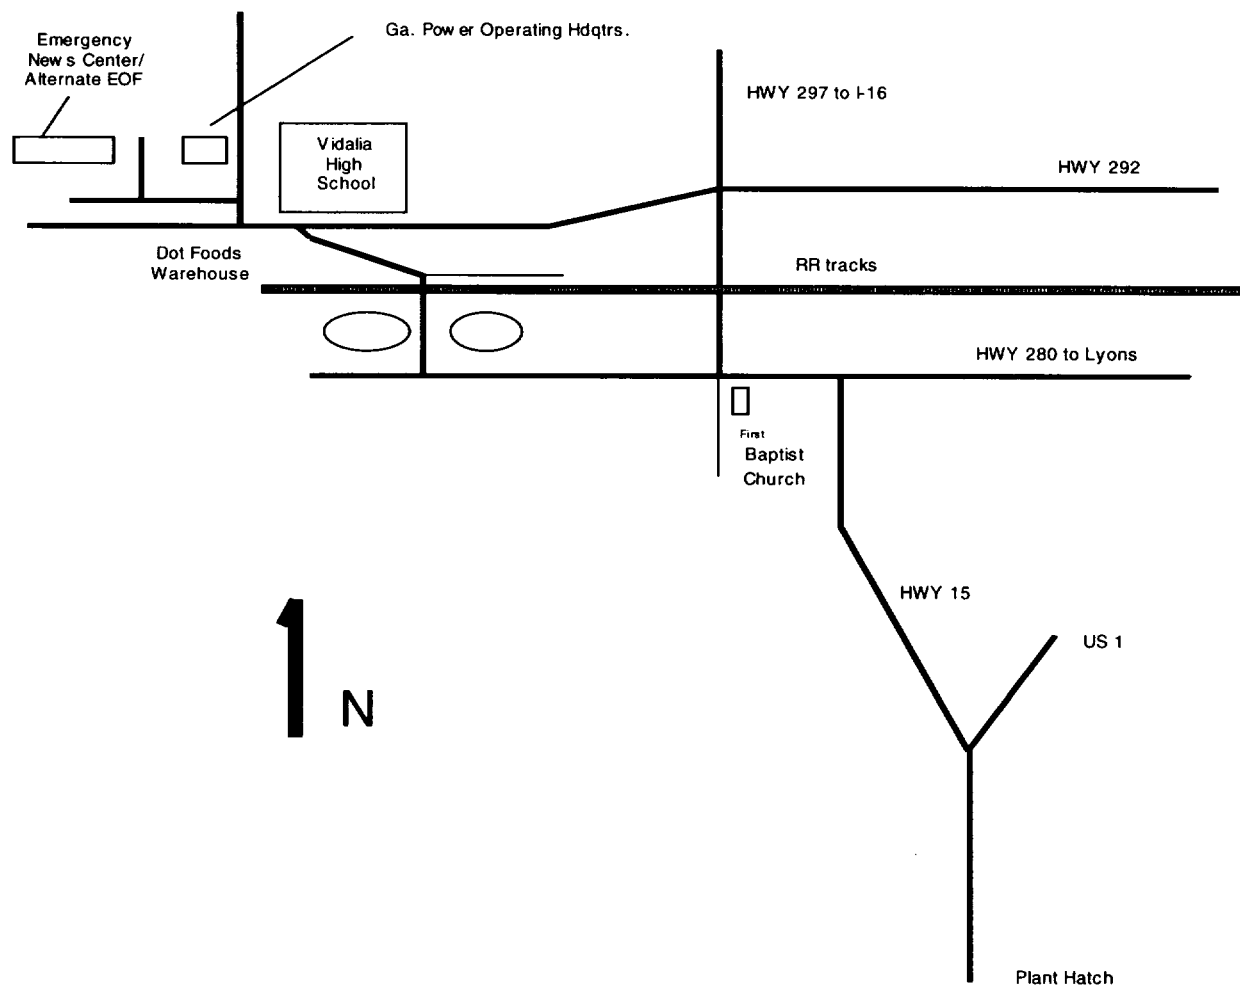 Ga. Power Operating Hdqtrs.
Emergency
News Center/
Alternate EOF
HWY 297 to I-16
Vidalia
High
School
HWY 292
Dot Foods
Warehouse
RR tracks
HWY 280 to Lyons
First
Baptist
Church
HWY 15
US 1
N
Plant Hatch